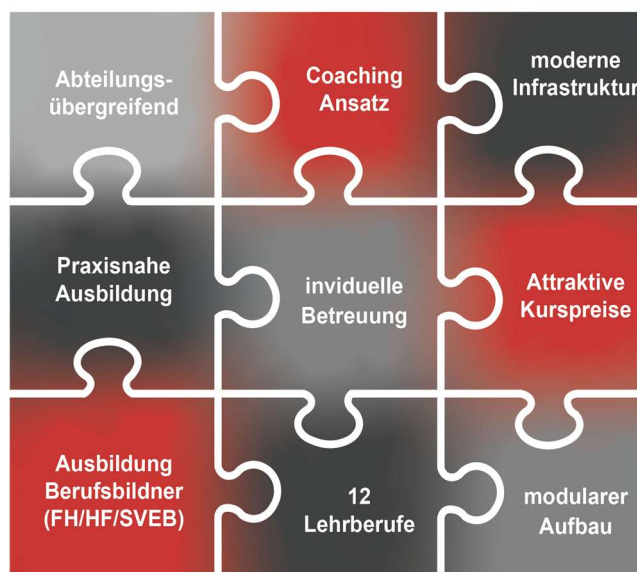 Abteilungs-
übergreifend
Coaching
Ansatz
moderne
Infrastruktur
Praxisnahe
Ausbildung
inviduelle
Betreuung
Attraktive
Kurspreise
Ausbildung
Berufsbildner
(FH/HF/SVEB)
12
Lehrberufe
modularer
Aufbau